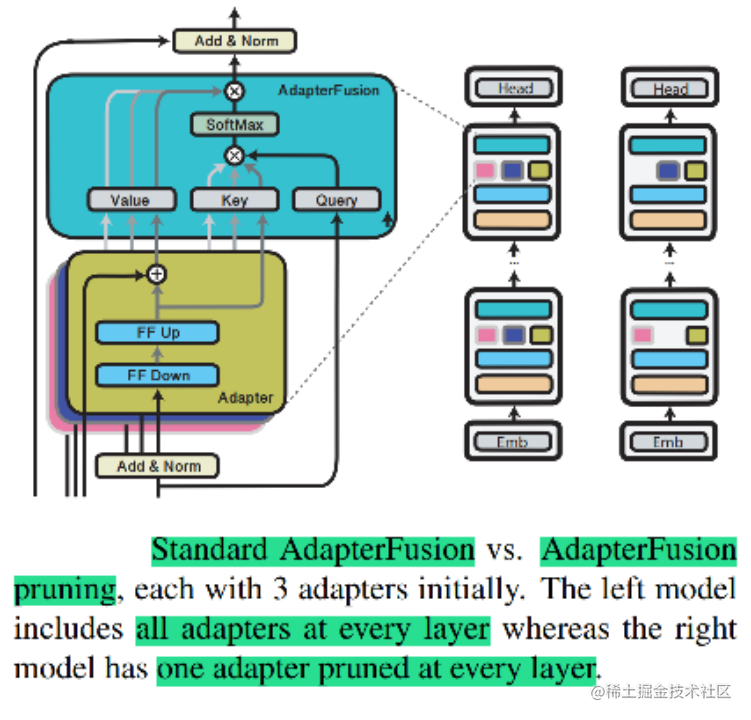 Add & Norm
AdapterFusion
SoftMax
Value
Key
Query
FF Up
FF Down
Adapter
Add & Norm
Head
...
Emb
Head
...
Emb
Standard AdapterFusion vs. AdapterFusion
pruning, each with 3 adapters initially. The left model
includes all adapters at every layer whereas the right
model has one adapter pruned at every layer.
@稀土掘金技术社区